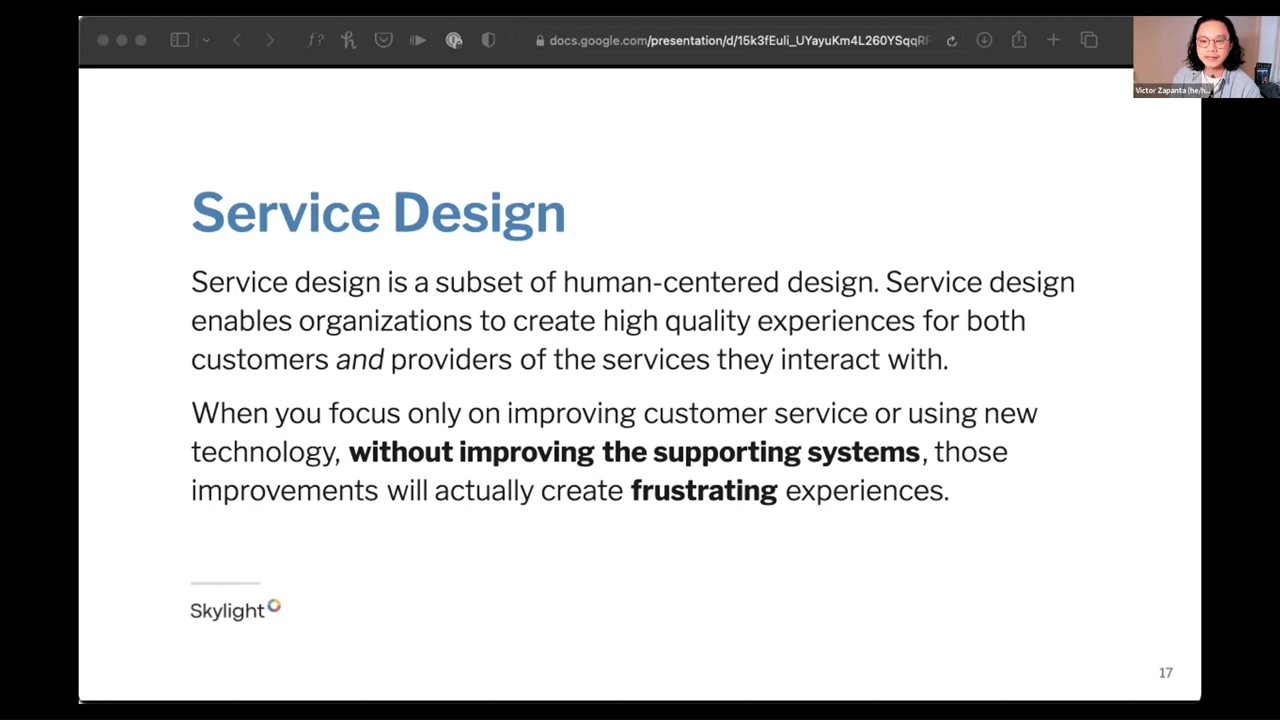 docs.google.com/presentation/d/15k3fEuli_UYayuKm4L260YSqqRF
Victor Zapanta (he/h...
Service Design
Service design is a subset of human-centered design. Service design
enables organizations to create high quality experiences for both
customers and providers of the services they interact with.
When you focus only on improving customer service or using new
technology, without improving the supporting systems, those
improvements will actually create frustrating experiences.
Skylight
17